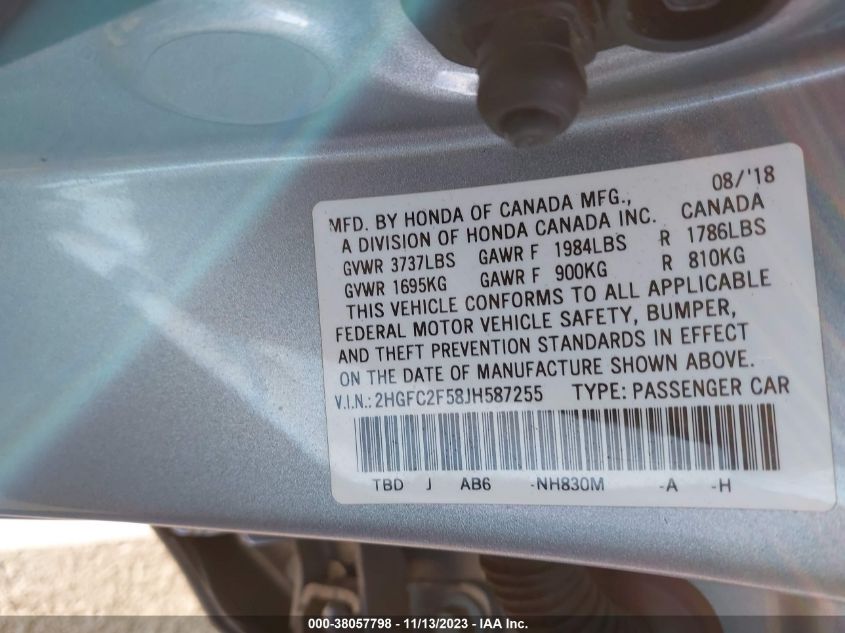 08/'18
MFD. BY HONDA OF CANADA MFG.,
A DIVISION OF HONDA CANADA INC. CANADA
GVWR 3737LBS GAWR F 1984LBS R 1786LBS
GVWR 1695KG GAWR F 900KG R 810KG
THIS VEHICLE CONFORMS TO ALL APPLICABLE
FEDERAL MOTOR VEHICLE SAFETY, BUMPER,
AND THEFT PREVENTION STANDARDS IN EFFECT
ON THE DATE OF MANUFACTURE SHOWN ABOVE.
V.I.N.: 2HGFC2F58JH587255 TYPE: PASSENGER CAR
TBD J AB6 -NH830M -A -H
000-38057798 - 11/13/2023 - IAA Inc.